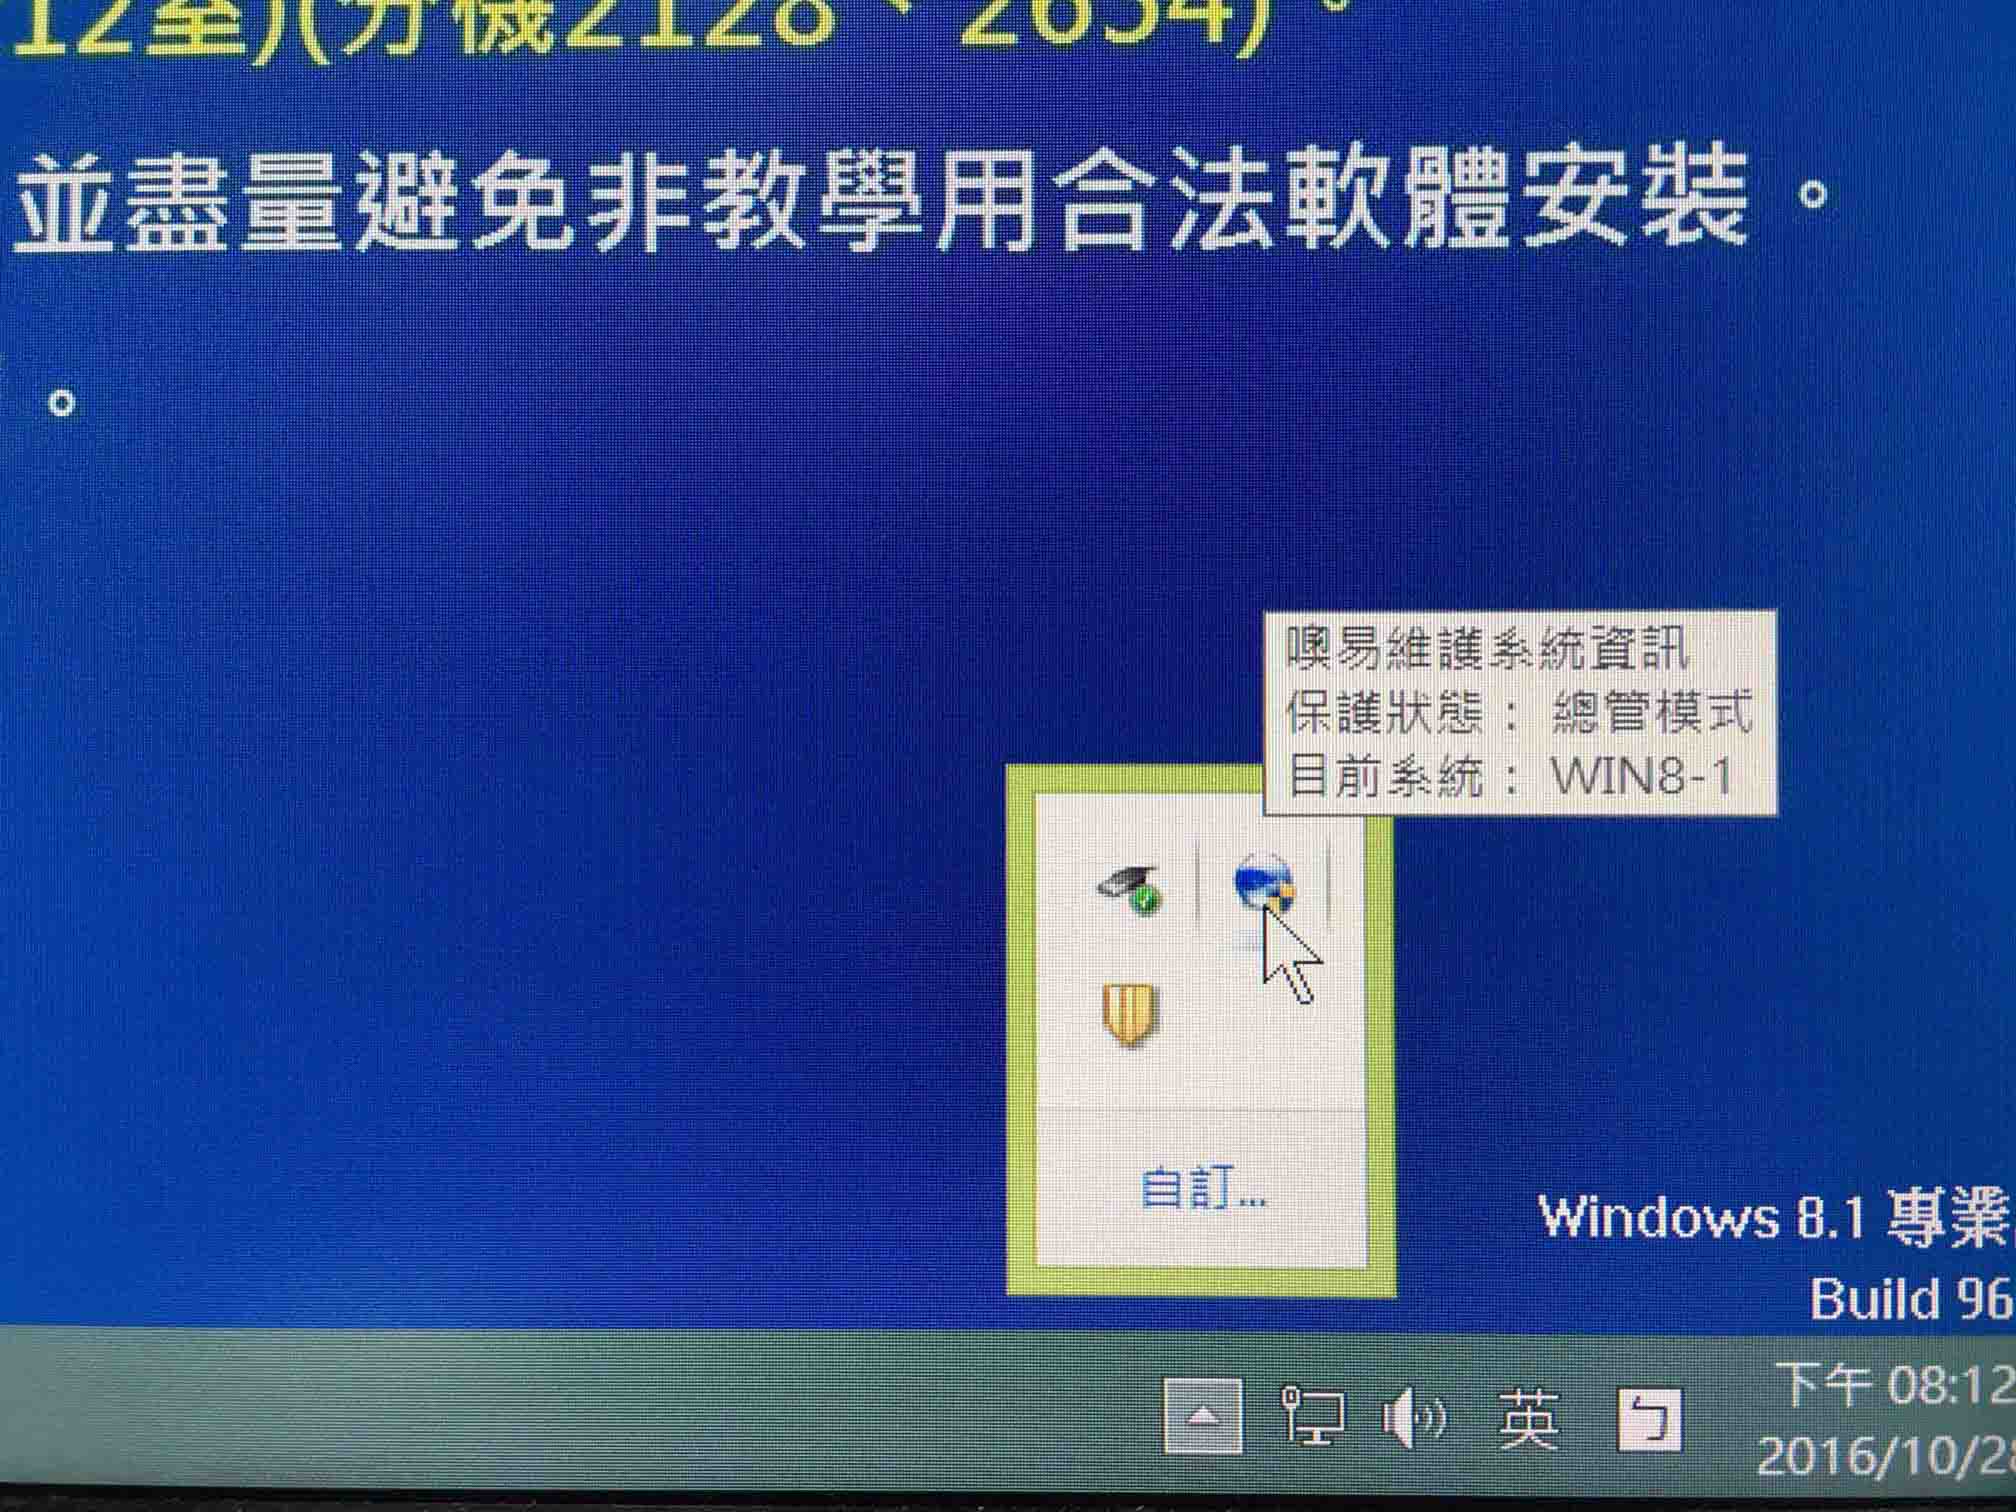 12室)(分機2128、2654)。
並盡量避免非教學用合法軟體安裝。
。
噢易維護系統資訊
保護狀態： 總管模式
目前系統： WIN8-1
自訂...
Windows 8.1 專業
Build 96
英
ㄅ
下午 08:12
2016/10/28